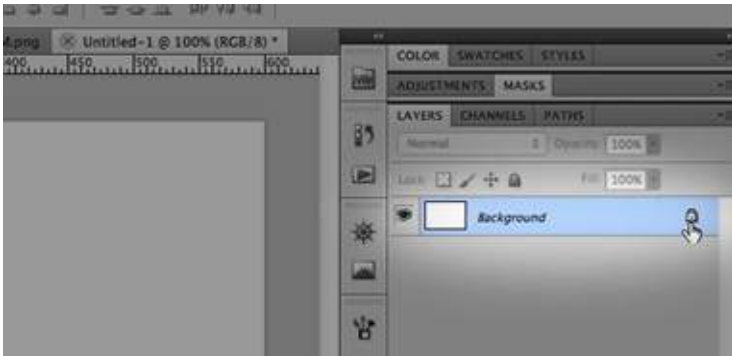 .png Untitled-1 @ 100% (RGB/8) *
400 450 500 550 600
COLOR SWATCHES STYLES
ADJUSTMENTS MASKS
LAYERS CHANNELS PATHS
Normal Opacity: 100%
Lock: Fill: 100%
Background